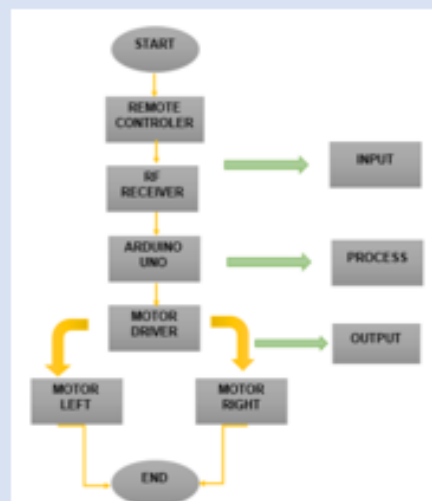 START
REMOTE
CONTROLER
RF
RECEIVER
INPUT
ARDUINO
UNO
PROCESS
MOTOR
DRIVER
OUTPUT
MOTOR
LEFT
MOTOR
RIGHT
END